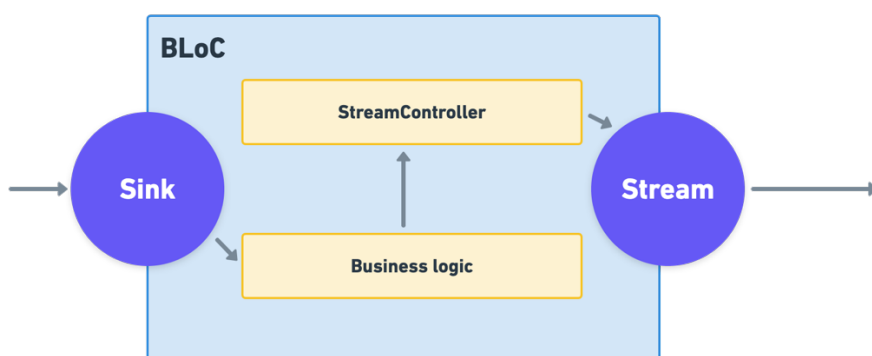 BLoC
StreamController
Sink
Stream
Business logic